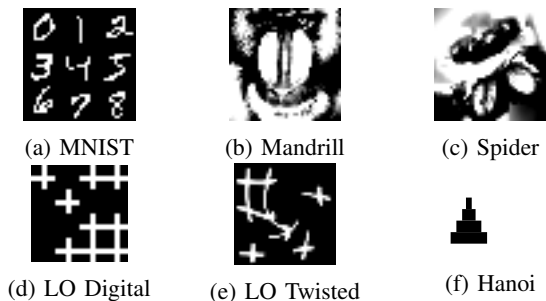 0 1 2
3 4 5
6 7 8
(a) MNIST
(b) Mandrill
(c) Spider
(d) LO Digital
(e) LO Twisted
(f) Hanoi